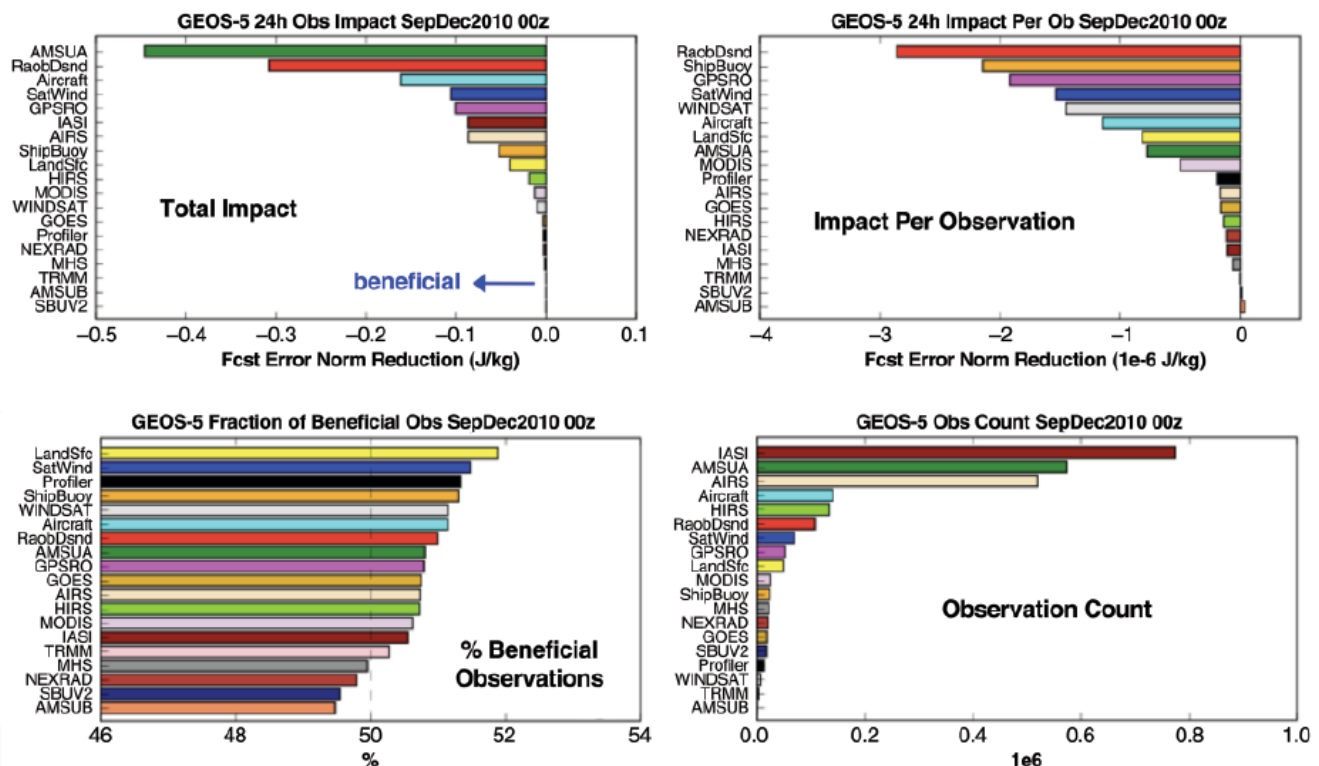 GEOS-5 24h Obs Impact SepDec2010 00z
AMSUA
RaobDsnd
Aircraft
SatWind
GPSRO
IASI
AIRS
ShipBuoy
LandSfc
HIRS
MODIS
WINDSAT
GOES
Profiler
NEXRAD
MHS
TRMM
AMSUB
SBUV2
Total Impact
beneficial
−0.5 −0.4 −0.3 −0.2 −0.1 0.0 0.1
Fcst Error Norm Reduction (J/kg)
GEOS-5 24h Impact Per Ob SepDec2010 00z
RaobDsnd
ShipBuoy
GPSRO
SatWind
WINDSAT
Aircraft
LandSfc
AMSUA
MODIS
Profiler
AIRS
GOES
HIRS
NEXRAD
IASI
MHS
TRMM
SBUV2
AMSUB
Impact Per Observation
−4 −3 −2 −1 0
Fcst Error Norm Reduction (1e-6 J/kg)
GEOS-5 Fraction of Beneficial Obs SepDec2010 00z
LandSfc
SatWind
Profiler
ShipBuoy
WINDSAT
Aircraft
RaobDsnd
AMSUA
GPSRO
GOES
AIRS
HIRS
MODIS
IASI
TRMM
MHS
NEXRAD
SBUV2
AMSUB
% Beneficial
Observations
46 48 50 52 54
%
GEOS-5 Obs Count SepDec2010 00z
IASI
AMSUA
AIRS
Aircraft
HIRS
RaobDsnd
SatWind
GPSRO
LandSfc
MODIS
ShipBuoy
MHS
NEXRAD
GOES
SBUV2
Profiler
WINDSAT
TRMM
AMSUB
Observation Count
0.0 0.2 0.4 0.6 0.8 1.0
1e6